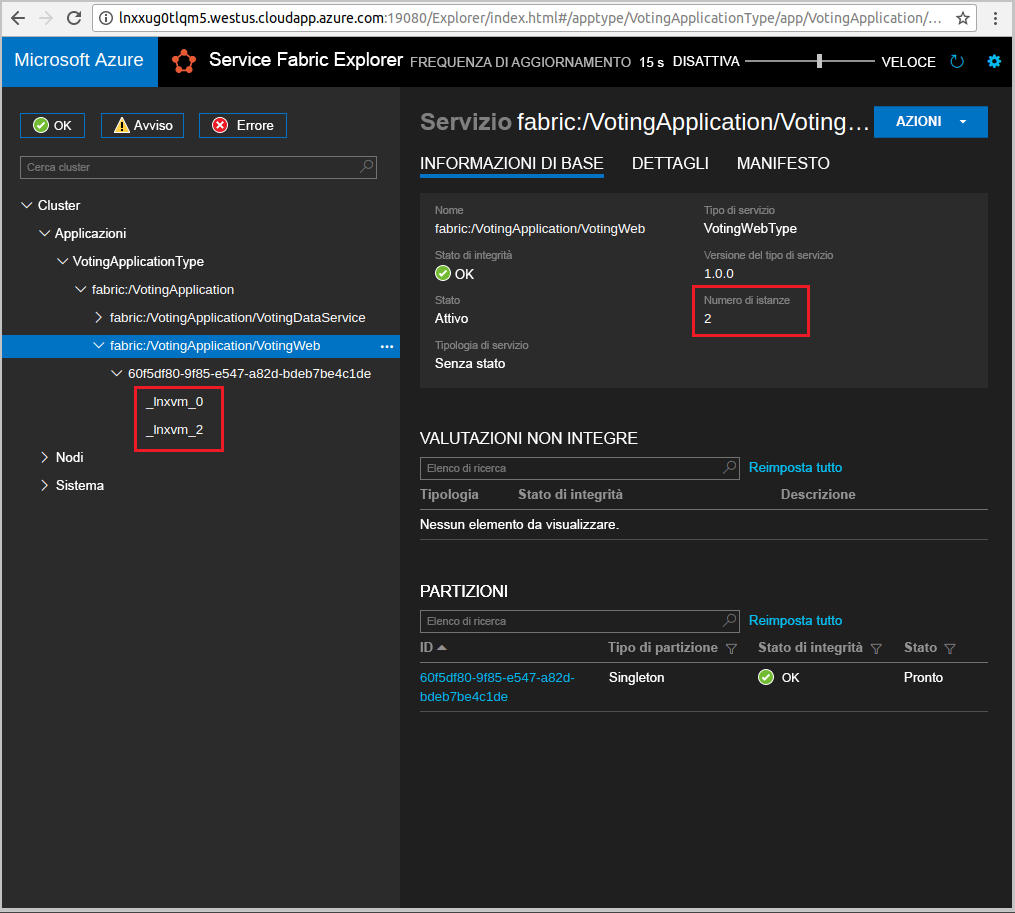 lnxxug0tlqm5.westus.cloudapp.azure.com:19080/Explorer/index.html#/apptype/VotingApplicationType/app/VotingApplication/...
Microsoft Azure
Service Fabric Explorer
FREQUENZA DI AGGIORNAMENTO 15 s DISATTIVA VELOCE
OK
Avviso
Errore
Cerca cluster
Cluster
Applicazioni
VotingApplicationType
fabric:/VotingApplication
fabric:/VotingApplication/VotingDataService
fabric:/VotingApplication/VotingWeb
60f5df80-9f85-e547-a82d-bdeb7be4c1de
_lnxvm_0
_lnxvm_2
Nodi
Sistema
Servizio fabric:/VotingApplication/Voting...
AZIONI
INFORMAZIONI DI BASE
DETTAGLI
MANIFESTO
Nome
fabric:/VotingApplication/VotingWeb
Stato di integrità
OK
Stato
Attivo
Tipologia di servizio
Senza stato
Tipo di servizio
VotingWebType
Versione del tipo di servizio
1.0.0
Numero di istanze
2
VALUTAZIONI NON INTEGRE
Elenco di ricerca
Reimposta tutto
Tipologia Stato di integrità Descrizione
Nessun elemento da visualizzare.
PARTIZIONI
Elenco di ricerca
Reimposta tutto
ID Tipo di partizione Stato di integrità Stato
60f5df80-9f85-e547-a82d-
bdeb7be4c1de
Singleton
OK
Pronto